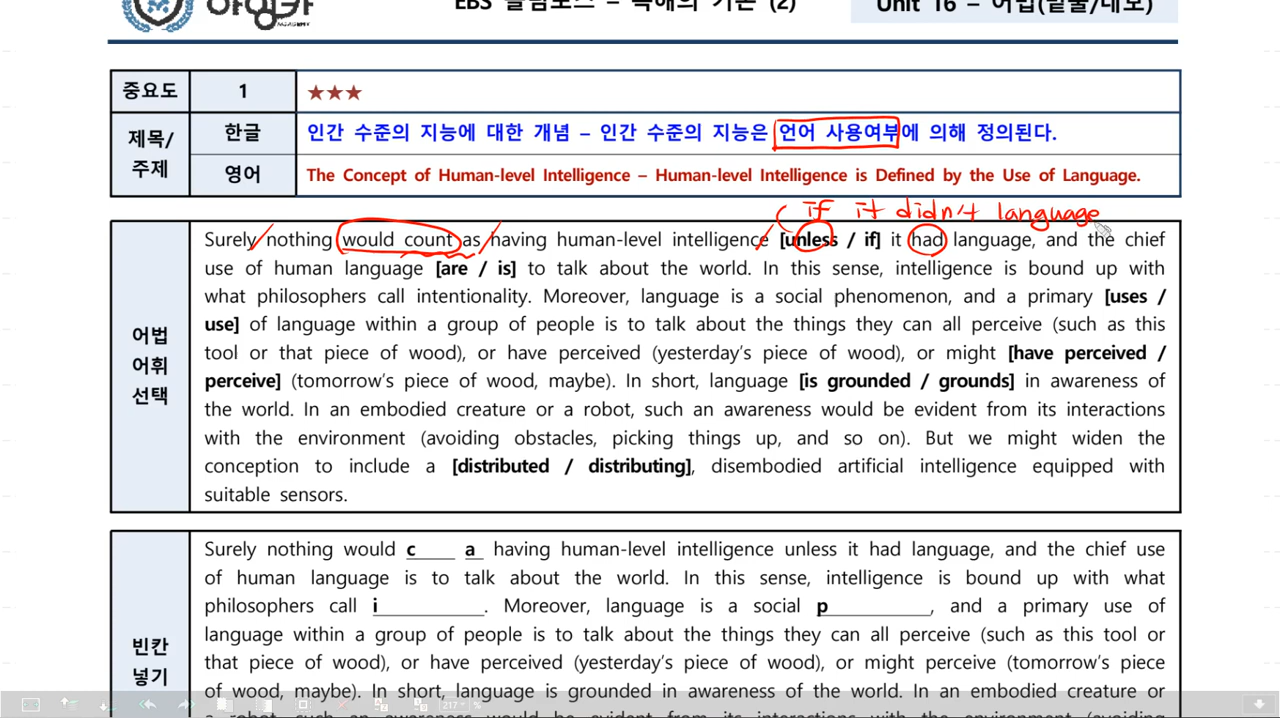 Unit 16 – 어법(밑줄/네모)
중요도 1 ★★★
제목/
주제
한글 인간 수준의 지능에 대한 개념 – 인간 수준의 지능은 언어 사용여부에 의해 정의된다.
영어 The Concept of Human-level Intelligence – Human-level Intelligence is Defined by the Use of Language.
if it didn't language
어법
어휘
선택
Surely nothing would count as having human-level intelligence [unless / if] it had language, and the chief
use of human language [are / is] to talk about the world. In this sense, intelligence is bound up with
what philosophers call intentionality. Moreover, language is a social phenomenon, and a primary [uses /
use] of language within a group of people is to talk about the things they can all perceive (such as this
tool or that piece of wood), or have perceived (yesterday's piece of wood), or might [have perceived /
perceive] (tomorrow's piece of wood, maybe). In short, language [is grounded / grounds] in awareness of
the world. In an embodied creature or a robot, such an awareness would be evident from its interactions
with the environment (avoiding obstacles, picking things up, and so on). But we might widen the
conception to include a [distributed / distributing], disembodied artificial intelligence equipped with
suitable sensors.
빈칸
넣기
Surely nothing would c____ a_ having human-level intelligence unless it had language, and the chief use
of human language is to talk about the world. In this sense, intelligence is bound up with what
philosophers call i____________. Moreover, language is a social p____________, and a primary use of
language within a group of people is to talk about the things they can all perceive (such as this tool or
that piece of wood), or have perceived (yesterday's piece of wood), or might perceive (tomorrow's piece
of wood, maybe). In short, language is grounded in awareness of the world. In an embodied creature or
217 %